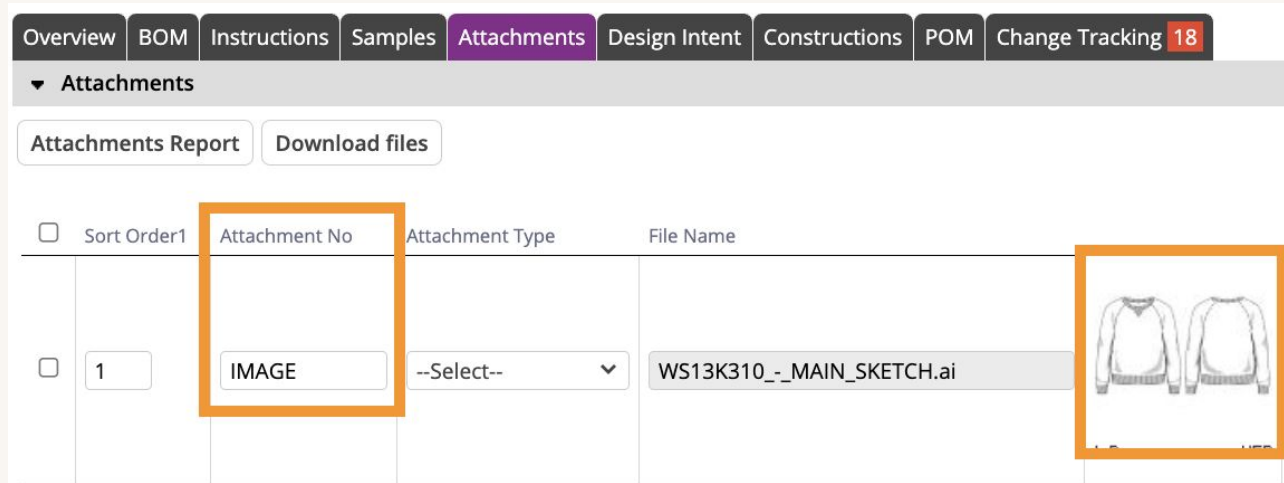 Overview BOM Instructions Samples Attachments Design Intent Constructions POM Change Tracking 18
Attachments
Attachments Report Download files
Sort Order1 Attachment No Attachment Type File Name
1 IMAGE --Select-- WS13K310_-_MAIN_SKETCH.ai